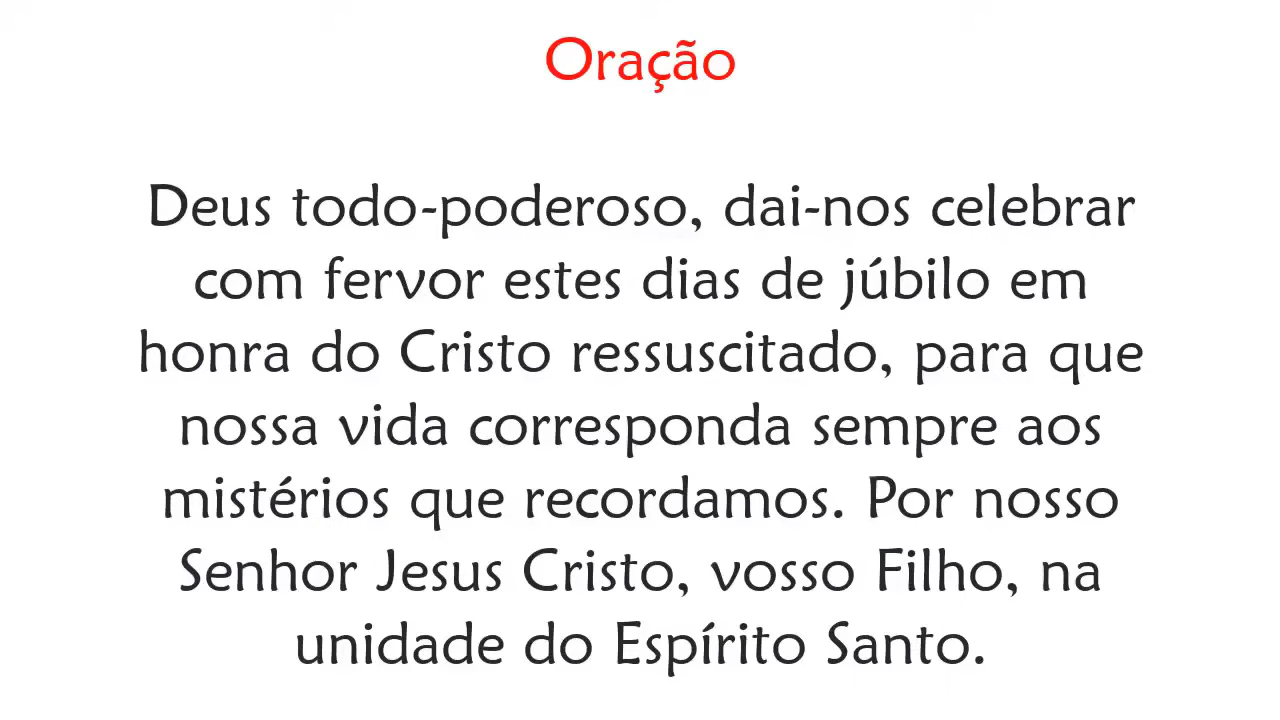 Oração
Deus todo-poderoso, dai-nos celebrar
com fervor estes dias de júbilo em
honra do Cristo ressuscitado, para que
nossa vida corresponda sempre aos
mistérios que recordamos. Por nosso
Senhor Jesus Cristo, vosso Filho, na
unidade do Espírito Santo.